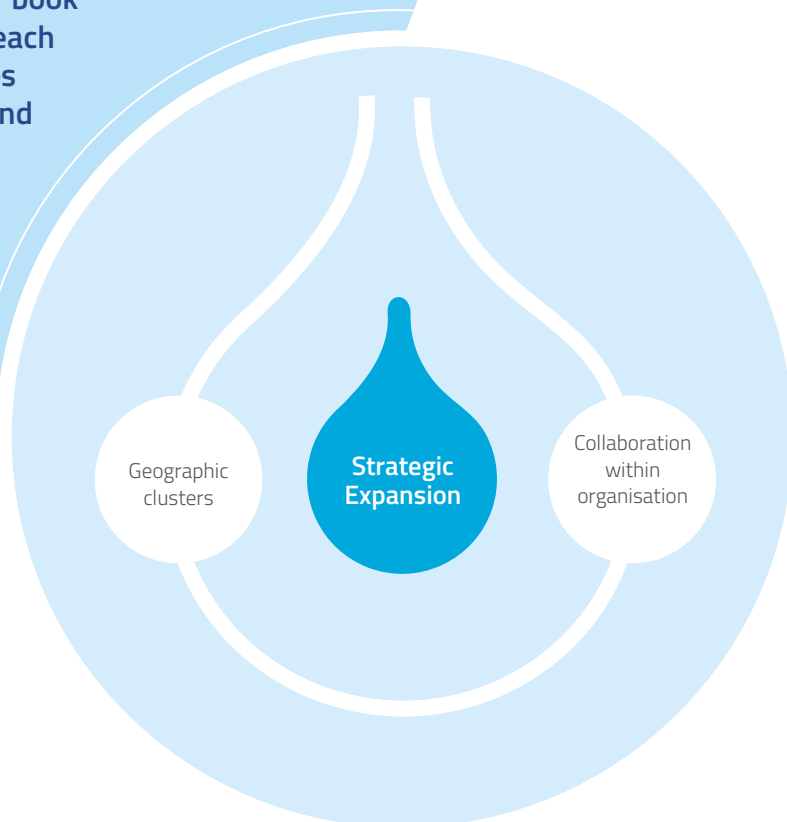 book
each
s
nd
Geographic
clusters
Strategic
Expansion
Collaboration
within
organisation